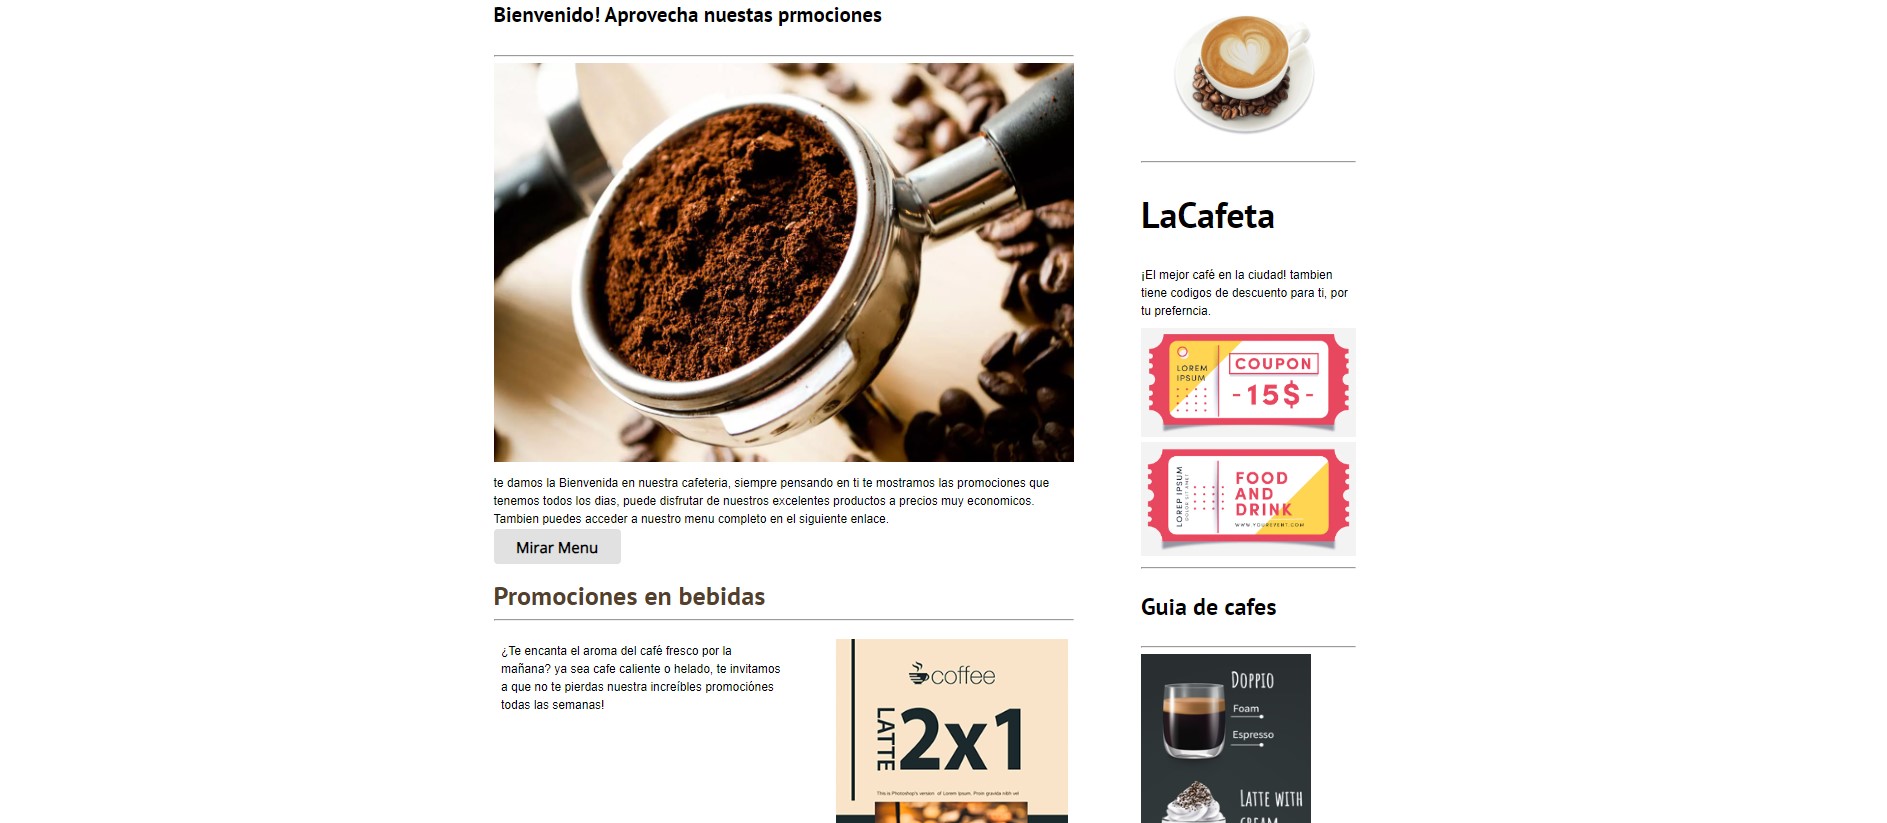 Bienvenido! Aprovecha nuestas prmociones
te damos la Bienvenida en nuestra cafeteria, siempre pensando en ti te mostramos las promociones que
tenemos todos los dias, puede disfrutar de nuestros excelentes productos a precios muy economicos.
Tambien puedes acceder a nuestro menu completo en el siguiente enlace.
Mirar Menu
Promociones en bebidas
¿Te encanta el aroma del café fresco por la
mañana? ya sea cafe caliente o helado, te invitamos
a que no te pierdas nuestra increíbles promociónes
todas las semanas!
coffee
LATTE
2x1
This is Photoshop's version of Lorem Ipsum. Proin gravida nibh vel
LaCafeta
¡El mejor café en la ciudad! tambien
tiene codigos de descuento para ti, por
tu preferncia.
LOREM
IPSUM
COUPON
-15$-
LOREP IPSUM
DOLOR SIT AMET
FOOD
AND
DRINK
WWW.YOUREVENT.COM
Guia de cafes
DOPPIO
Foam
Espresso
LATTE WITH
CREAM